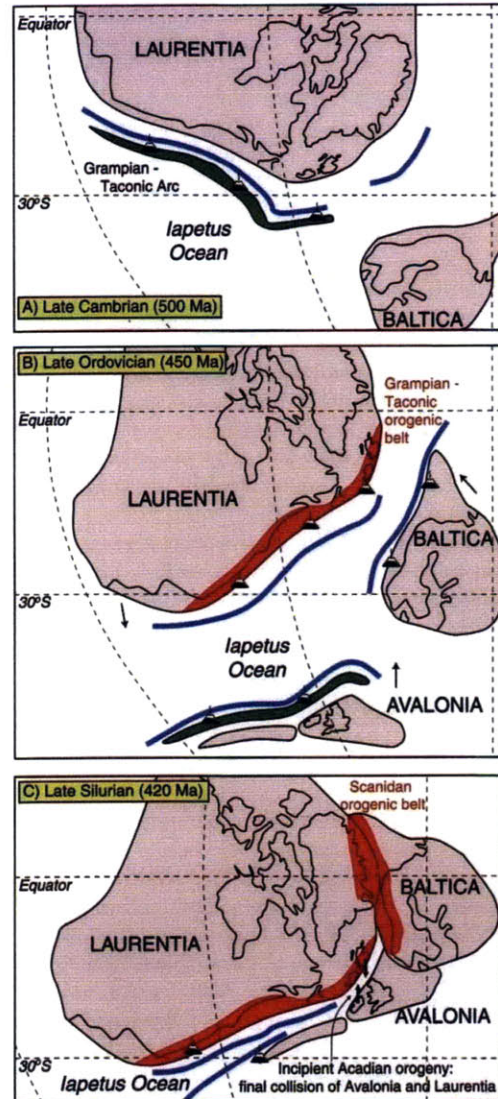 Equator
LAURENTIA
Grampian -
Taconic Arc
30°S
Iapetus
Ocean
A) Late Cambrian (500 Ma)
BALTICA
B) Late Ordovician (450 Ma)
Grampian -
Taconic
orogenic
belt
Equator
LAURENTIA
BALTICA
30°S
Iapetus
Ocean
AVALONIA
C) Late Silurian (420 Ma)
Scanidan
orogenic belt
Equator
BALTICA
LAURENTIA
AVALONIA
30°S
Iapetus Ocean
Incipient Acadian orogeny:
final collision of Avalonia and Laurentia